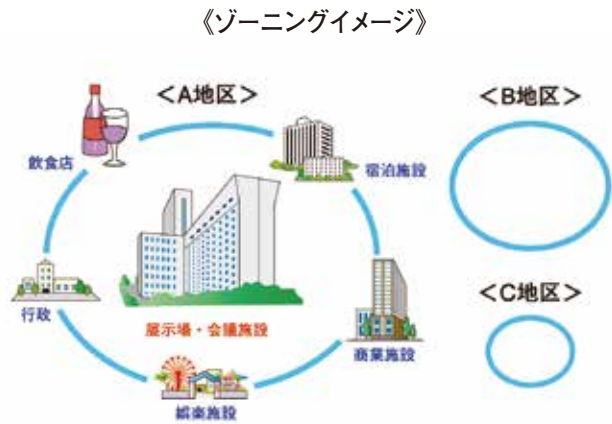 《ゾーニングイメージ》
＜A地区＞
＜B地区＞
飲食店
宿泊施設
行政
展示場・会議施設
商業施設
娯楽施設
＜C地区＞